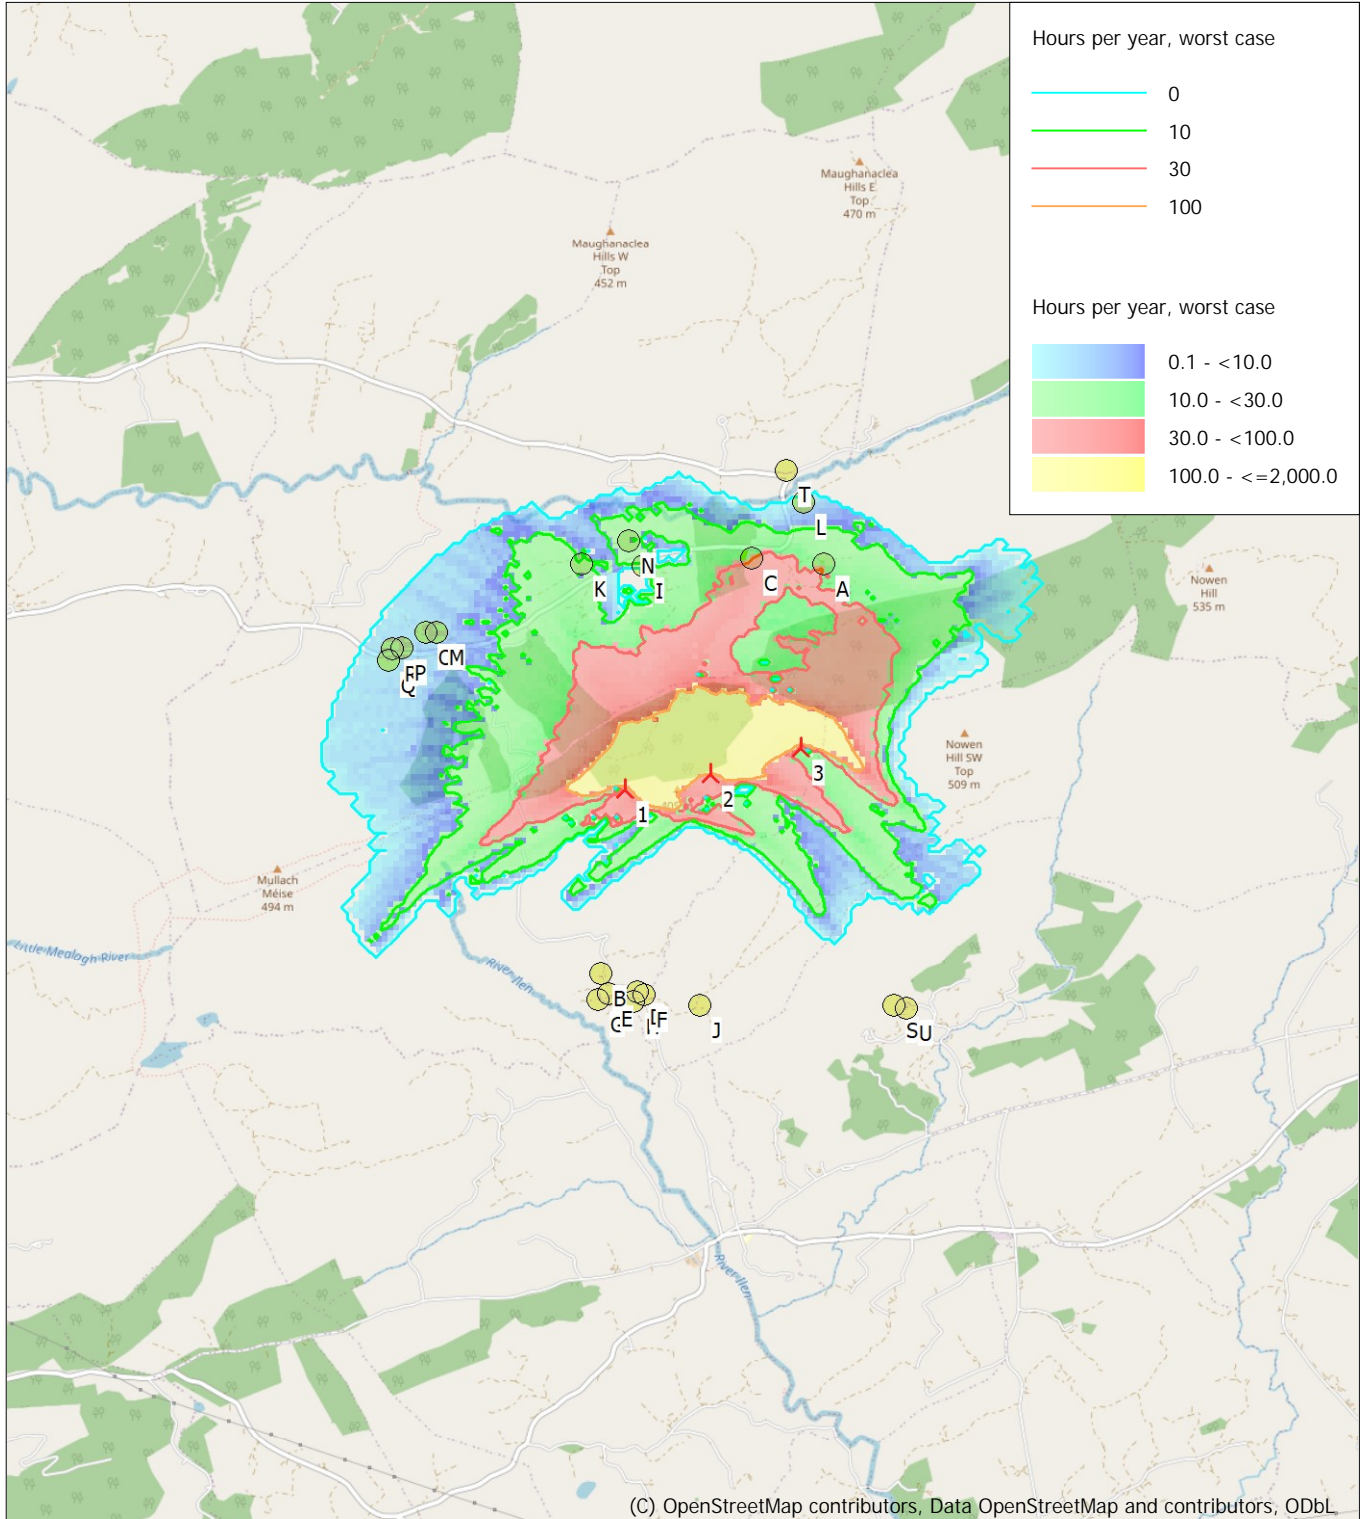 Hours per year, worst case
0
10
30
100
Hours per year, worst case
0.1 - <10.0
10.0 - <30.0
30.0 - <100.0
100.0 - <=2,000.0
Maughanaclea
Hills E
Top
470 m
Maughanaclea
Hills W
Top
452 m
T
L
N
K
I
C
A
Nowen
Hill
535 m
CM
P
Q
Nowen
Hill SW
Top
509 m
3
2
1
Mullach
Méise
494 m
Little Mealagh River
River Ilen
B
E
F
J
SU
River Ilen
(C) OpenStreetMap contributors, Data OpenStreetMap and contributors, ODbL